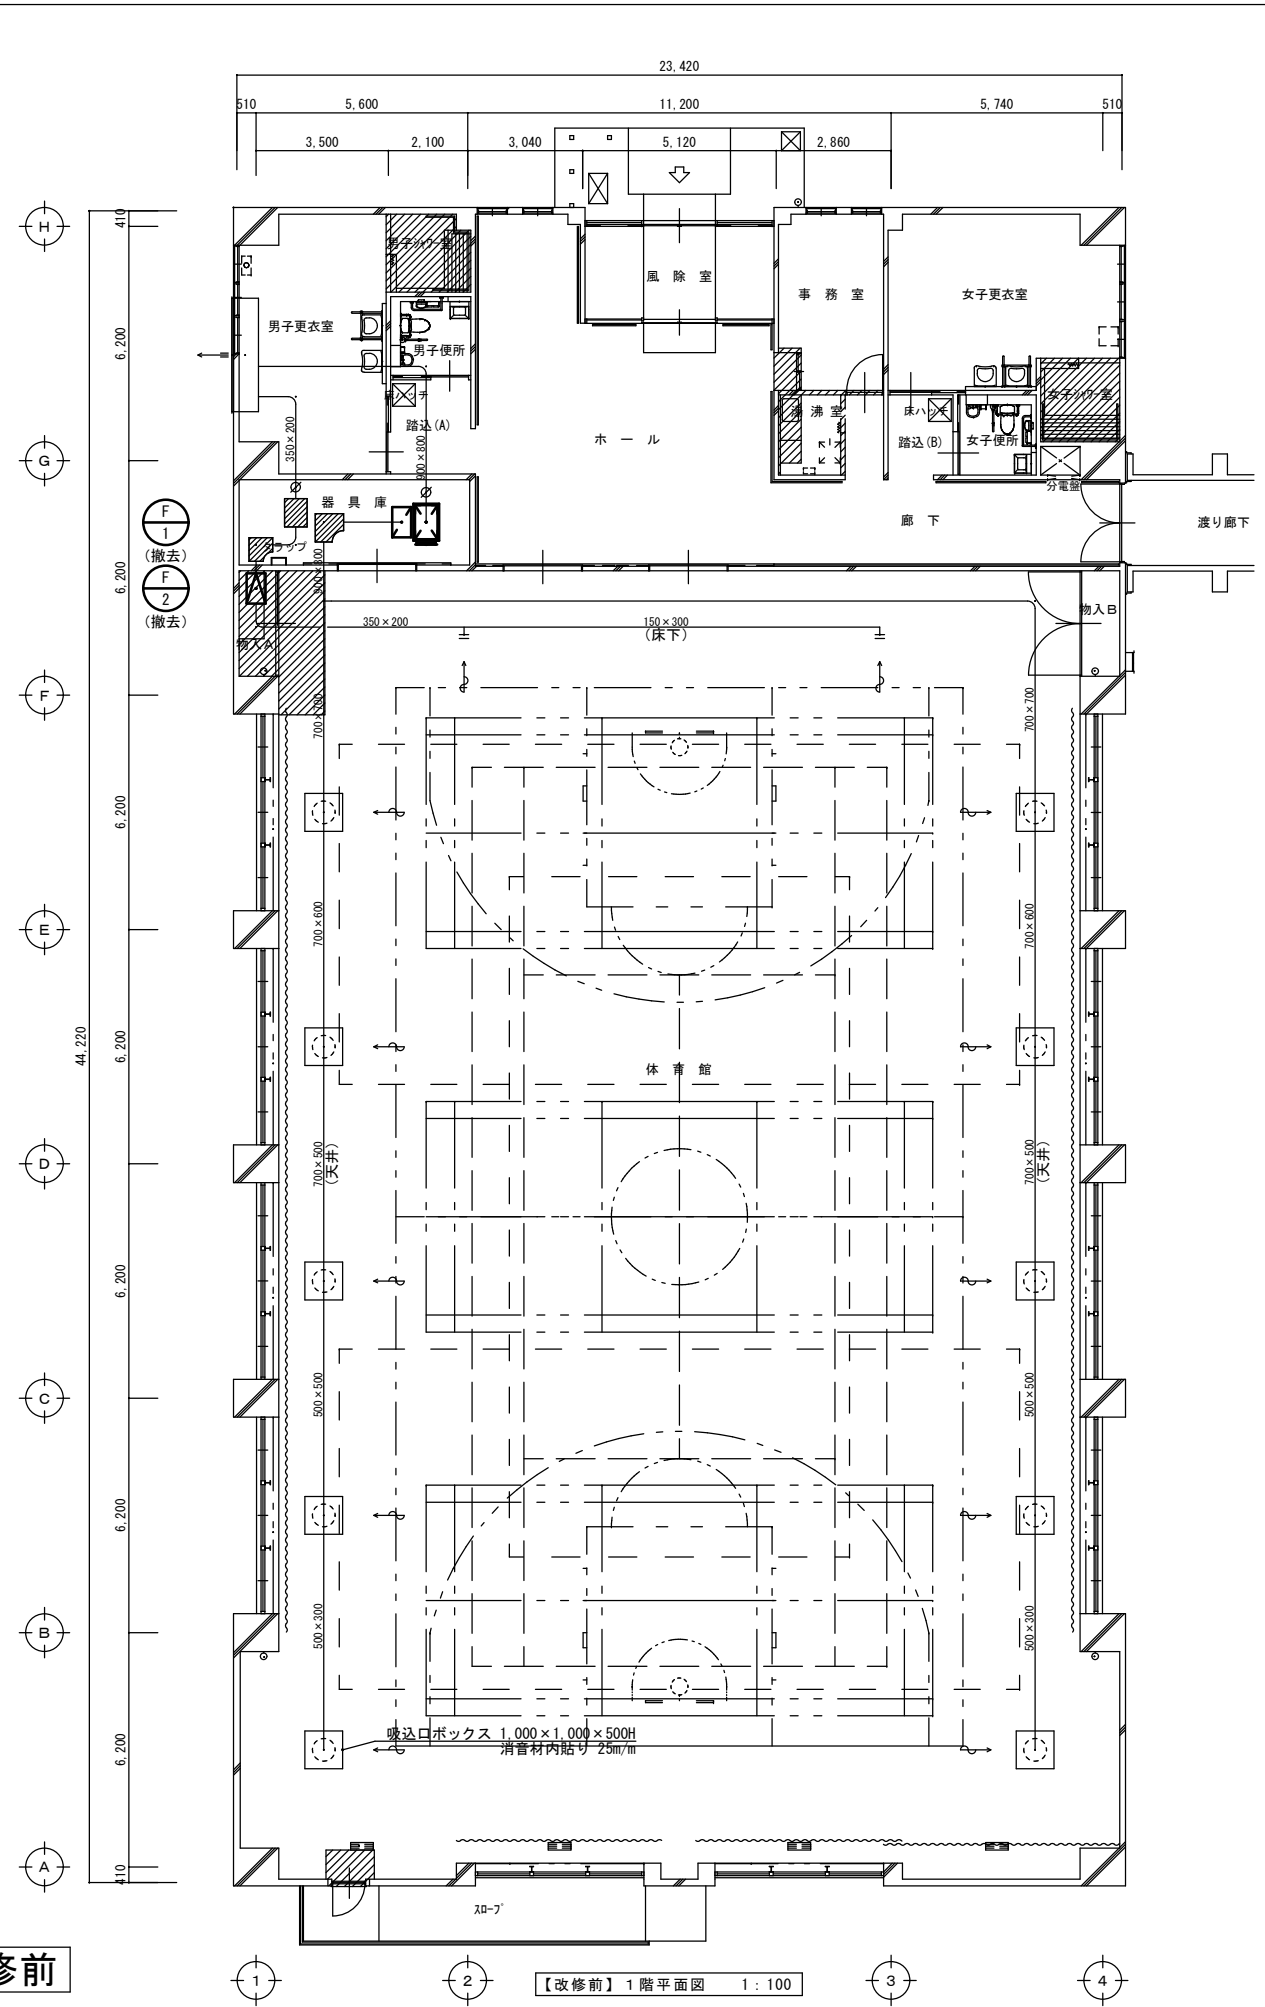 23,420
510
5,600
11,200
5,740
510
3,500
2,100
3,040
5,120
2,860
H
410
男子シャワー室
風 除 室
事 務 室
女子更衣室
男子更衣室
6,200
男子便所
床ハッチ
踏込(A)
湯 沸 室
床ハッチ
踏込(B)
女子便所
女子シャワー室
350×200
900×800
ホ ー ル
G
分電盤
器 具 庫
廊 下
渡り廊下
F
1
(撤去)
F
2
(撤去)
900×800
6,200
物入A
物入B
350×200
150×300
(床下)
F
700×700
700×700
6,200
E
700×600
700×600
44,220
6,200
体 育 館
D
700×500
(天井)
700×500
(天井)
6,200
C
500×500
500×500
6,200
B
500×300
500×300
6,200
吸込口ボックス 1,000×1,000×500H
消音材内貼り 25m/m
A
410
スロープ
修前
1
2
【改修前】1階平面図 1:100
3
4